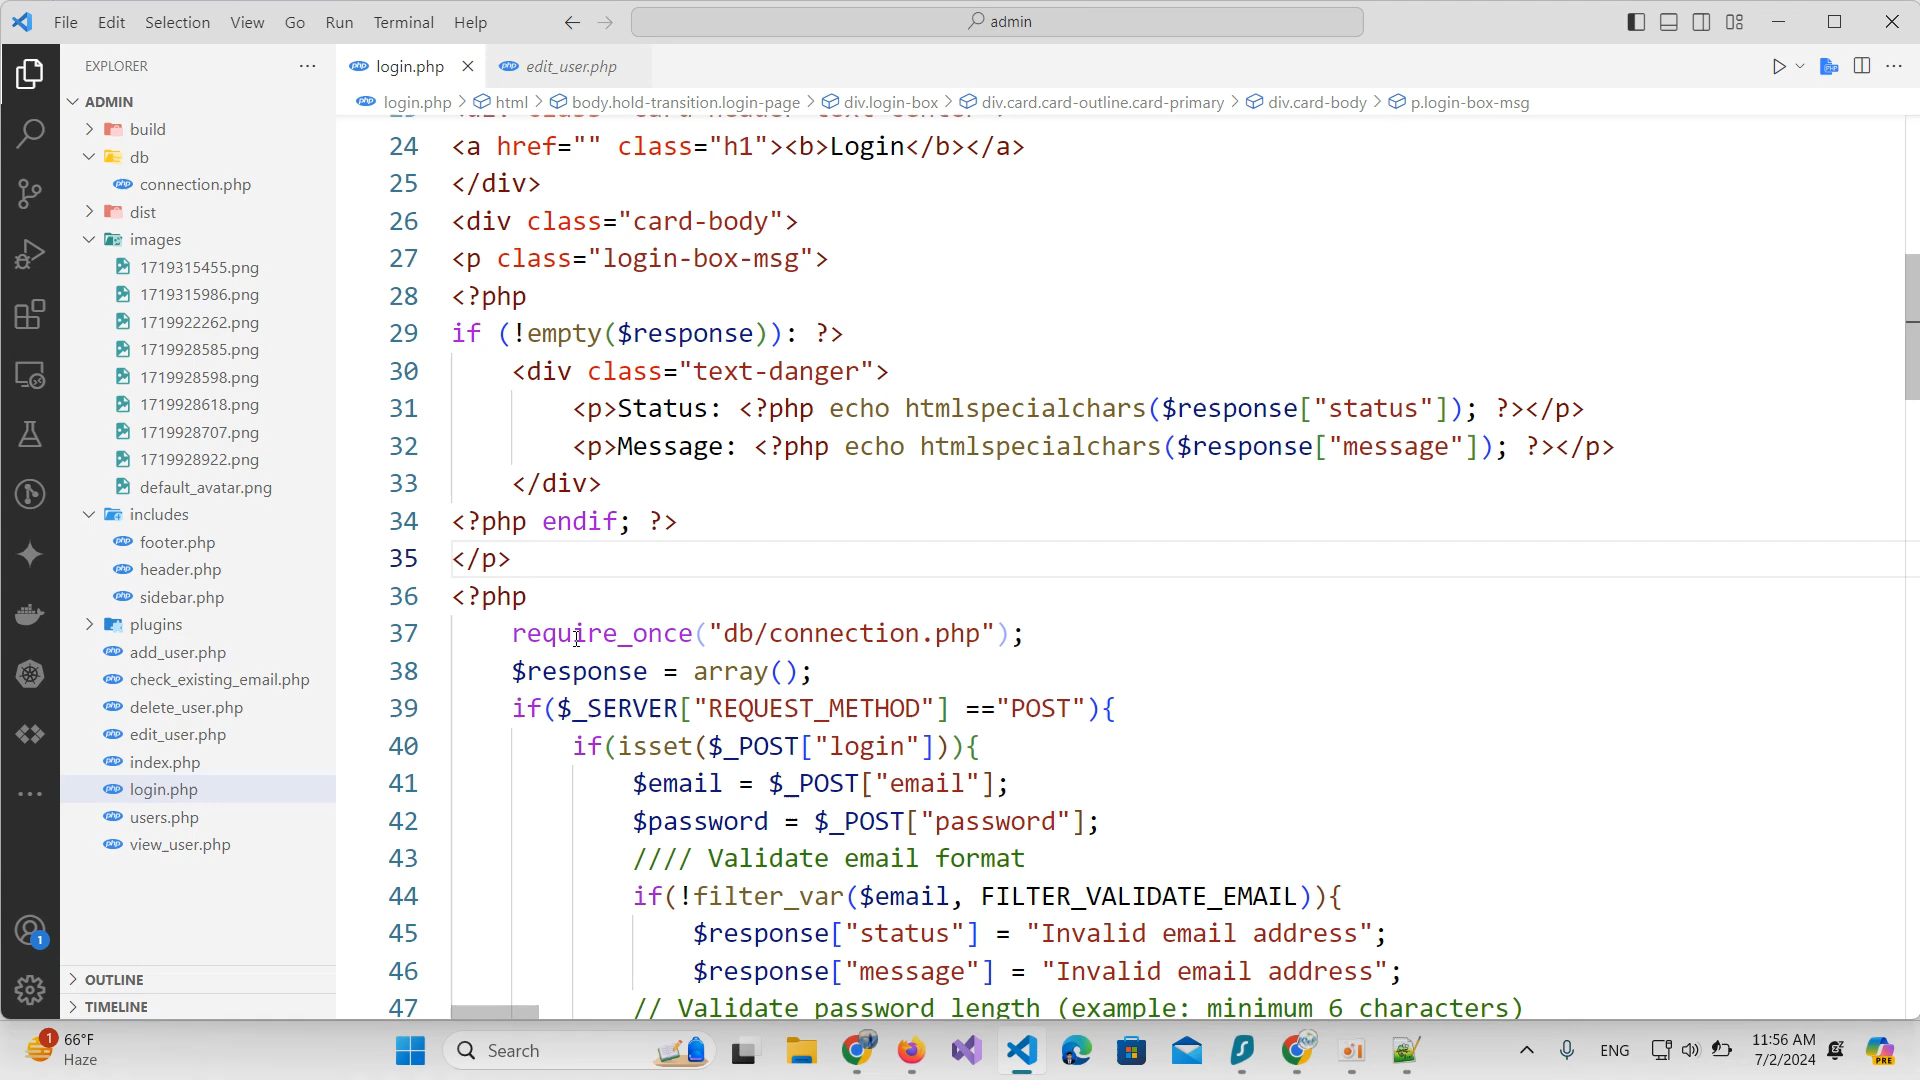 File Edit Selection View Go Run Terminal Help
admin
EXPLORER
login.php
edit_user.php
login.php > html > body.hold-transition.login-page > div.login-box > div.card.card-outline.card-primary > div.card-body > p.login-box-msg
ADMIN
build
db
connection.php
dist
images
1719315455.png
1719315986.png
1719922262.png
1719928585.png
1719928598.png
1719928618.png
1719928707.png
1719928922.png
default_avatar.png
includes
footer.php
header.php
sidebar.php
plugins
add_user.php
check_existing_email.php
delete_user.php
edit_user.php
index.php
login.php
users.php
view_user.php
OUTLINE
TIMELINE
24 <a href="" class="h1"><b>Login</b></a>
25 </div>
26 <div class="card-body">
27 <p class="login-box-msg">
28 <?php
29 if (!empty($response)): ?>
30 <div class="text-danger">
31 <p>Status: <?php echo htmlspecialchars($response["status"]); ?></p>
32 <p>Message: <?php echo htmlspecialchars($response["message"]); ?></p>
33 </div>
34 <?php endif; ?>
35 </p>
36 <?php
37 require_once("db/connection.php");
38 $response = array();
39 if($_SERVER["REQUEST_METHOD"] =="POST"){
40 if(isset($_POST["login"])){
41 $email = $_POST["email"];
42 $password = $_POST["password"];
43 //// Validate email format
44 if(!filter_var($email, FILTER_VALIDATE_EMAIL)){
45 $response["status"] = "Invalid email address";
46 $response["message"] = "Invalid email address";
47 // Validate password length (example: minimum 6 characters)
1
1
66°F
Haze
Search
ENG
11:56 AM
7/2/2024
PRE